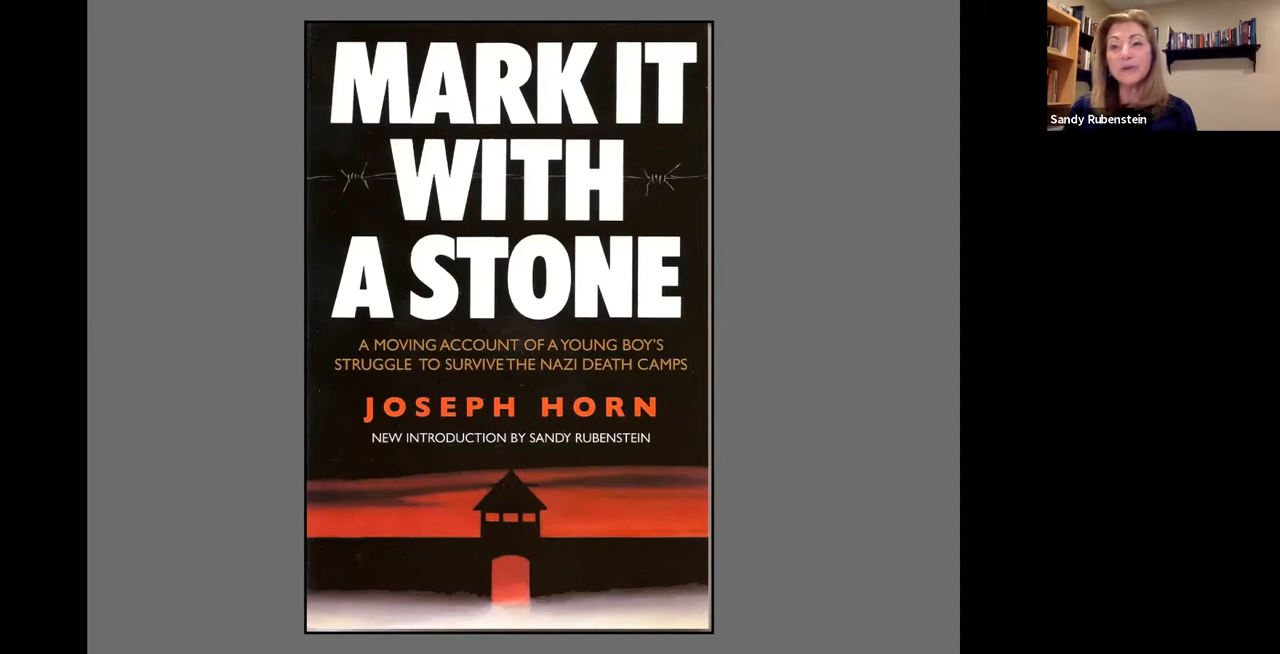 MARK IT
WITH
A STONE
A MOVING ACCOUNT OF A YOUNG BOY'S
STRUGGLE TO SURVIVE THE NAZI DEATH CAMPS
JOSEPH HORN
NEW INTRODUCTION BY SANDY RUBENSTEIN
Sandy Rubenstein